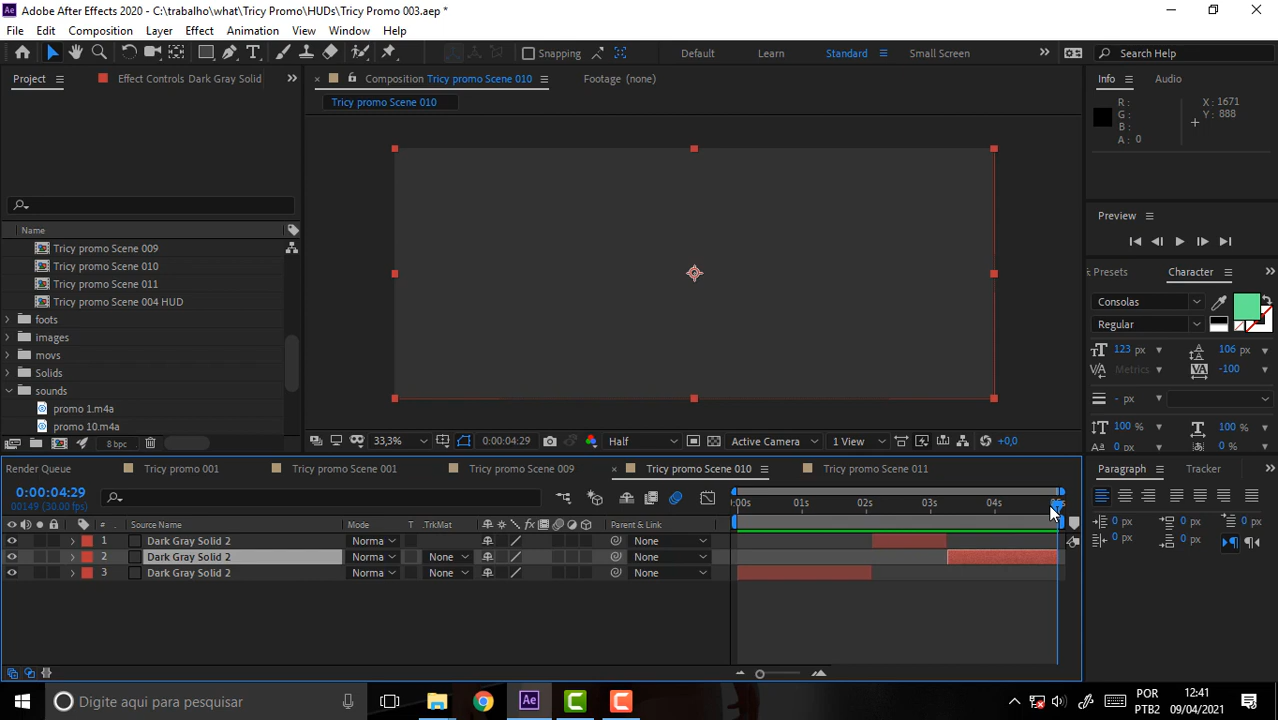 Adobe After Effects 2020 - C:\trabalho\what\Tricy Promo\HUDs\Tricy Promo 003.aep *
File Edit Composition Layer Effect Animation View Window Help
Snapping Default Learn Standard Small Screen Search Help
Project Effect Controls Dark Gray Solid Composition Tricy promo Scene 010 Footage (none) Info Audio
Tricy promo Scene 010
R : X : 1671
G : Y : 888
B :
A : 0
Name
Tricy promo Scene 009
Tricy promo Scene 010
Tricy promo Scene 011
Tricy promo Scene 004 HUD
foots
images
movs
Solids
sounds
promo 1.m4a
promo 10.m4a
8 bpc
Preview
Presets Character
Consolas
Regular
123 px 106 px
Metrics -100
- px
100 % 100 %
0 px 0 %
33,3% 0:00:04:29 Half Active Camera 1 View +0,0
Render Queue Tricy promo 001 Tricy promo Scene 001 Tricy promo Scene 009 Tricy promo Scene 010 Tricy promo Scene 011 Paragraph Tracker
0:00:04:29
00149 (30.00 fps)
:00s 01s 02s 03s 04s
# Source Name Mode T .TrkMat Parent & Link
1 Dark Gray Solid 2 Norma None
2 Dark Gray Solid 2 Norma None None
3 Dark Gray Solid 2 Norma None None
0 px 0 px 0 px
0 px 0 px
Digite aqui para pesquisar
POR
PTB2
12:41
09/04/2021